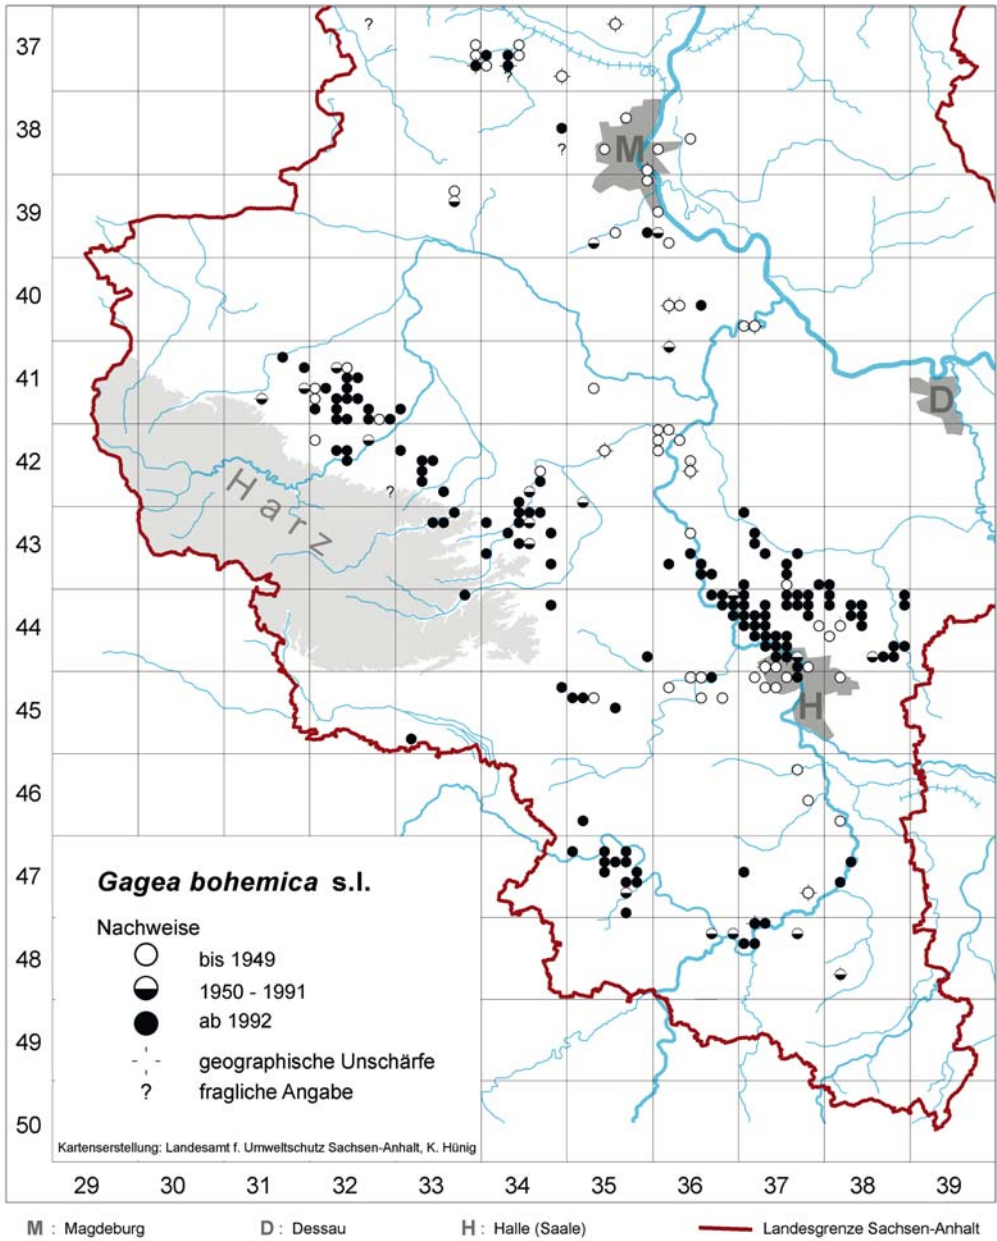 37
38
39
40
41
42
43
44
45
46
47
48
49
50
?
?
?
?
M
D
H
Harz
Gagea bohemica s.l.
Nachweise
bis 1949
1950 - 1991
ab 1992
geographische Unschärfe
? fragliche Angabe
Kartenerstellung: Landesamt f. Umweltschutz Sachsen-Anhalt, K. Hünig
29 30 31 32 33 34 35 36 37 38 39
M : Magdeburg D : Dessau H : Halle (Saale) Landesgrenze Sachsen-Anhalt